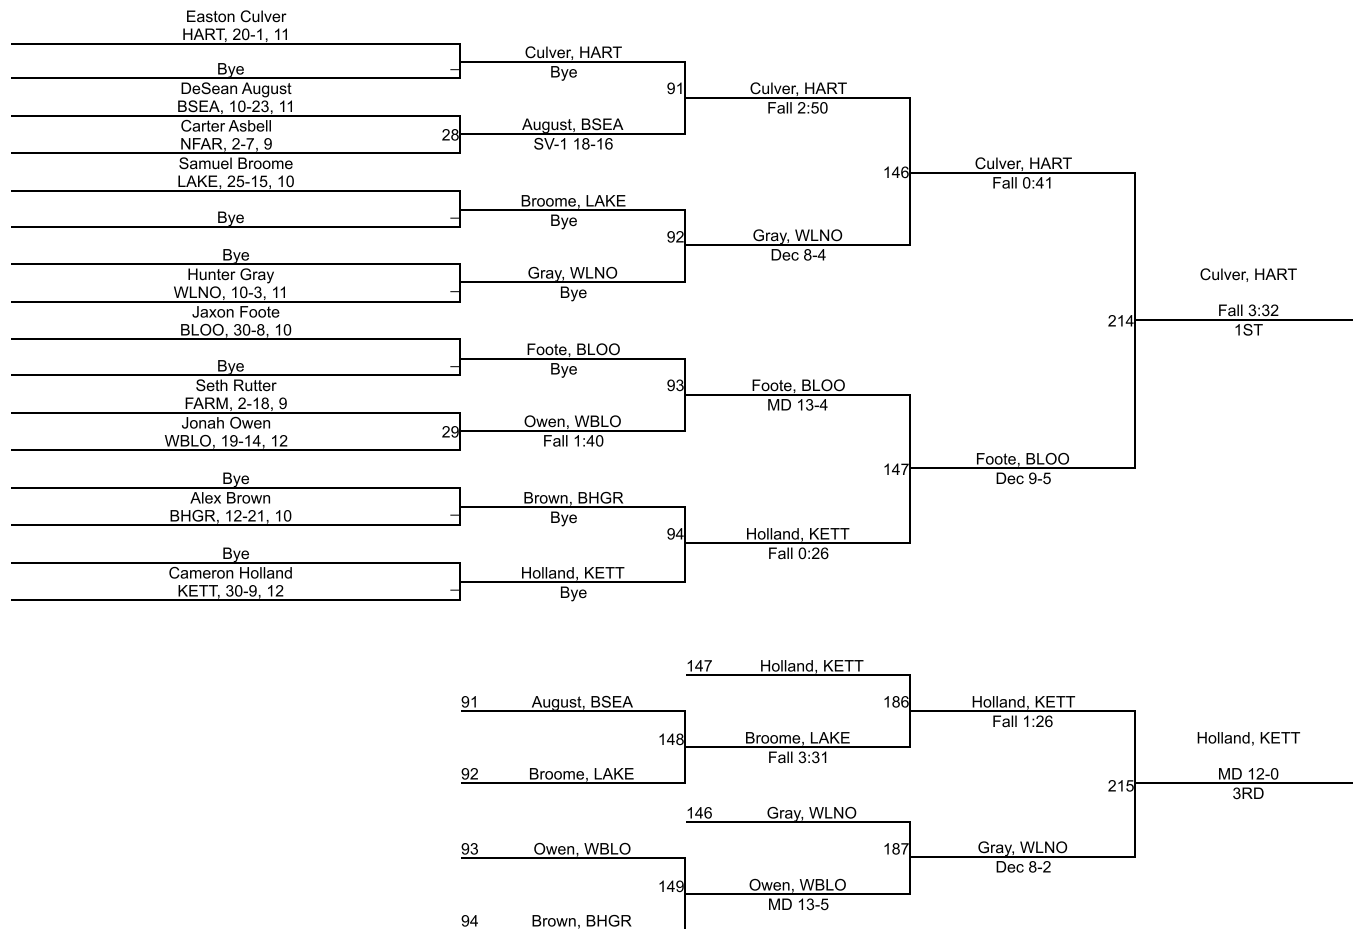 Easton Culver
HART, 20-1, 11
Bye
DeSean August
BSEA, 10-23, 11
Carter Asbell
NFAR, 2-7, 9
Samuel Broome
LAKE, 25-15, 10
Bye
Bye
Hunter Gray
WLNO, 10-3, 11
Jaxon Foote
BLOO, 30-8, 10
Bye
Seth Rutter
FARM, 2-18, 9
Jonah Owen
WBLO, 19-14, 12
Bye
Alex Brown
BHGR, 12-21, 10
Bye
Cameron Holland
KETT, 30-9, 12
28
29
Culver, HART
Bye
August, BSEA
SV-1 18-16
Broome, LAKE
Bye
Gray, WLNO
Bye
Foote, BLOO
Bye
Owen, WBLO
Fall 1:40
Brown, BHGR
Bye
Holland, KETT
Bye
91
92
93
94
Culver, HART
Fall 2:50
Gray, WLNO
Dec 8-4
Foote, BLOO
MD 13-4
Holland, KETT
Fall 0:26
146
147
Culver, HART
Fall 0:41
Foote, BLOO
Dec 9-5
214
Culver, HART
Fall 3:32
1ST
91 August, BSEA
92 Broome, LAKE
93 Owen, WBLO
94 Brown, BHGR
148
149
147 Holland, KETT
Broome, LAKE
Fall 3:31
146 Gray, WLNO
Owen, WBLO
MD 13-5
186
187
Holland, KETT
Fall 1:26
Gray, WLNO
Dec 8-2
215
Holland, KETT
MD 12-0
3RD